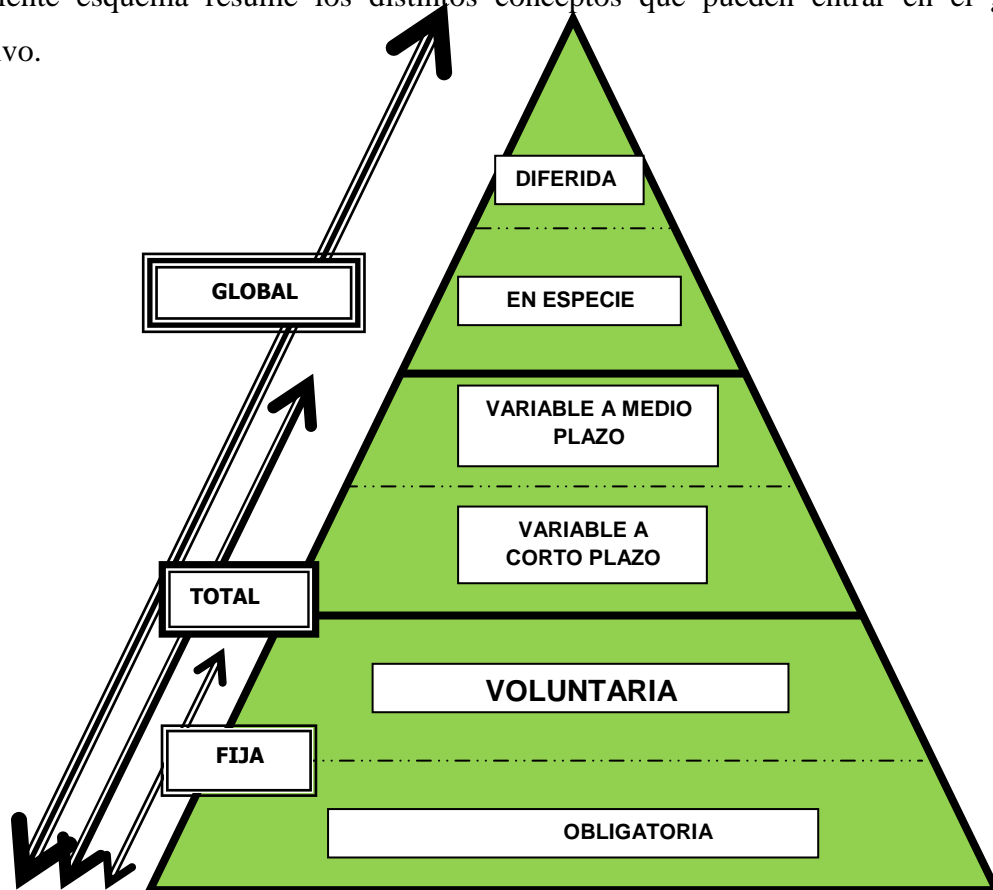 esquema resume los distintos conceptos que pueden entrar en el
DIFERIDA
GLOBAL
EN ESPECIE
VARIABLE A MEDIO
PLAZO
VARIABLE A
CORTO PLAZO
TOTAL
VOLUNTARIA
FIJA
OBLIGATORIA